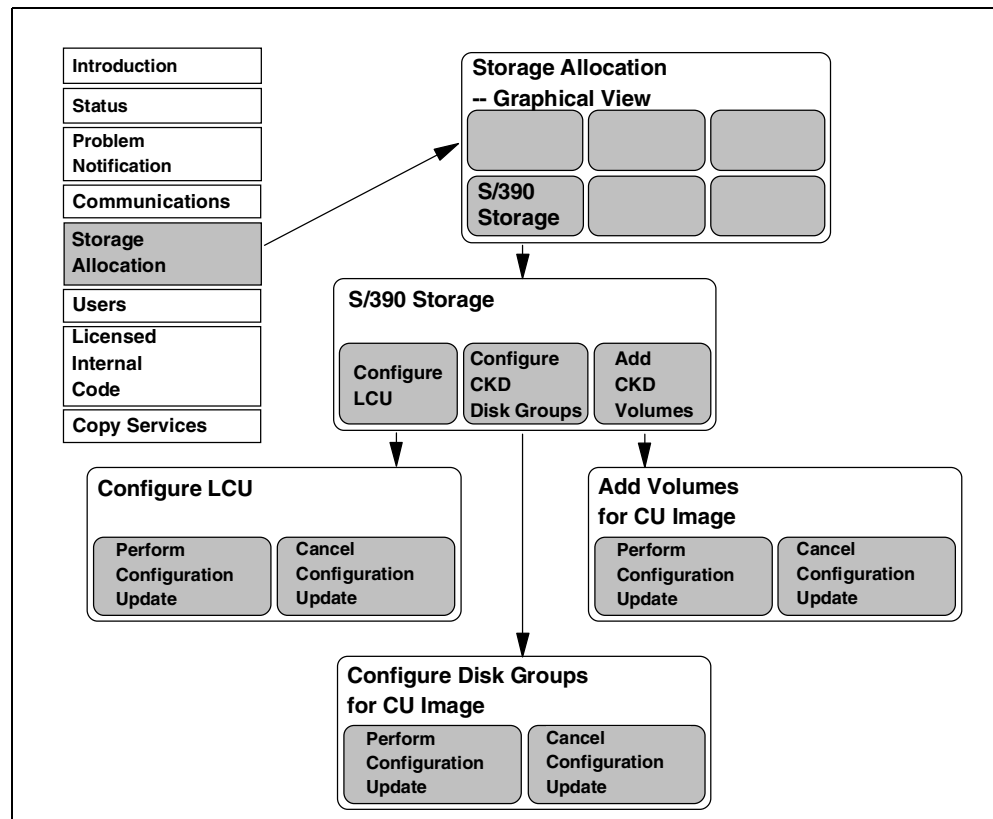 Introduction
Status
Problem
Notification
Communications
Storage
Allocation
Users
Licensed
Internal
Code
Copy Services
Storage Allocation
-- Graphical View
S/390
Storage
S/390 Storage
Configure
LCU
Configure
CKD
Disk Groups
Add
CKD
Volumes
Configure LCU
Perform
Configuration
Update
Cancel
Configuration
Update
Add Volumes
for CU Image
Perform
Configuration
Update
Cancel
Configuration
Update
Configure Disk Groups
for CU Image
Perform
Configuration
Update
Cancel
Configuration
Update